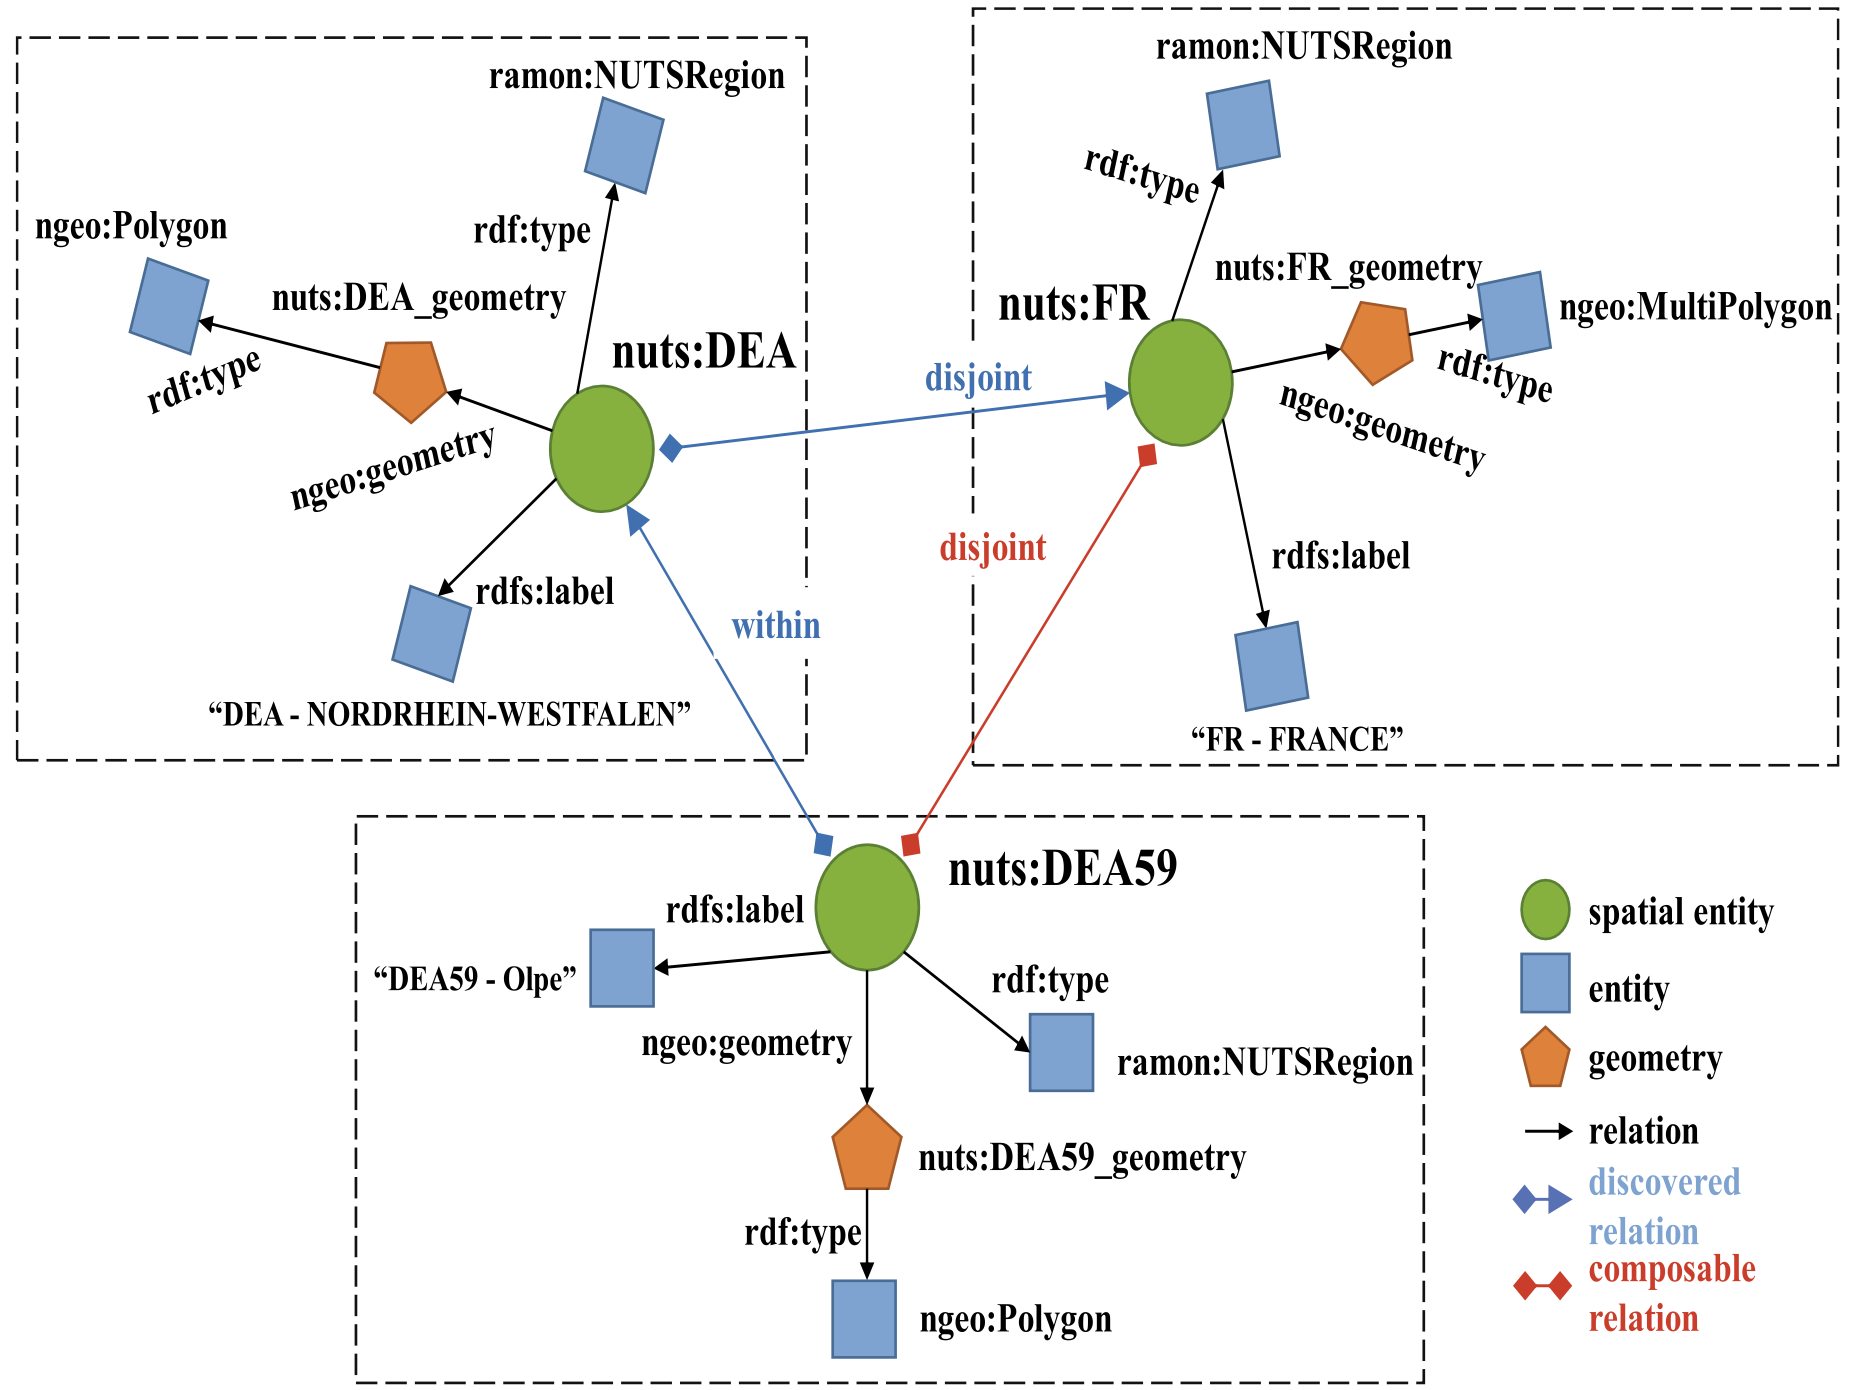 ramon:NUTSRegion
ngeo:Polygon
rdf:type
nuts:DEA_geometry
rdf:type
nuts:DEA
ngeo:geometry
rdfs:label
"DEA - NORDRHEIN-WESTFALEN"
disjoint
within
disjoint
ramon:NUTSRegion
rdf:type
nuts:FR_geometry
nuts:FR
ngeo:MultiPolygon
rdf:type
ngeo:geometry
rdfs:label
“FR - FRANCE”
nuts:DEA59
rdfs:label
“DEA59 - Olpe”
rdf:type
ngeo:geometry
ramon:NUTSRegion
nuts:DEA59_geometry
rdf:type
ngeo:Polygon
spatial entity
entity
geometry
relation
discovered
relation
composable
relation